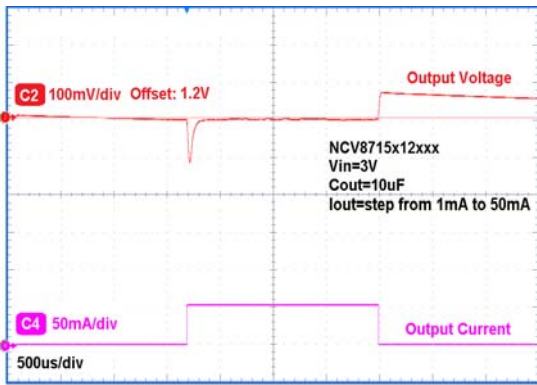 C2 100mV/div Offset: 1.2V
Output Voltage
NCV8715x12xxx
Vin=3V
Cout=10uF
Iout=step from 1mA to 50mA
C4 50mA/div
Output Current
500us/div